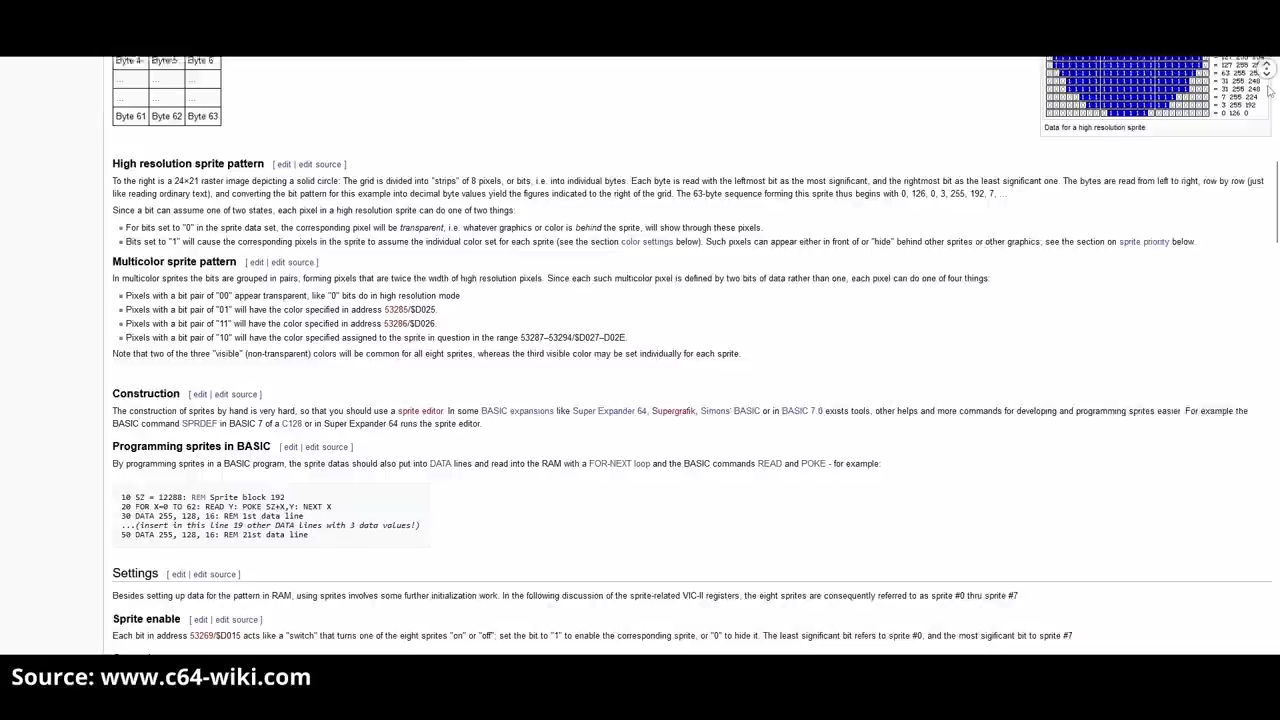 Byte 4 Byte 5 Byte 6
... ... ...
... ... ...
Byte 61 Byte 62 Byte 63
= 63 255 252
= 31 255 248
= 31 255 248
= 7 255 224
= 3 255 192
= 0 126 0
Data for a high resolution sprite
High resolution sprite pattern [ edit | edit source ]
To the right is a 24×21 raster image depicting a solid circle: The grid is divided into "strips" of 8 pixels, or bits, i.e. into individual bytes. Each byte is read with the leftmost bit as the most significant, and the rightmost bit as the least significant one. The bytes are read from left to right, row by row (just
like reading ordinary text), and converting the bit pattern for this example into decimal byte values yield the figures indicated to the right of the grid. The 63-byte sequence forming this sprite thus begins with 0, 126, 0, 3, 255, 192, 7, ...
Since a bit can assume one of two states, each pixel in a high resolution sprite can do one of two things:
For bits set to "0" in the sprite data set, the corresponding pixel will be transparent, i.e. whatever graphics or color is behind the sprite, will show through these pixels.
Bits set to "1" will cause the corresponding pixels in the sprite to assume the individual color set for each sprite (see the section color settings below). Such pixels can appear either in front of or "hide" behind other sprites or other graphics; see the section on sprite priority below.
Multicolor sprite pattern [ edit | edit source ]
In multicolor sprites the bits are grouped in pairs, forming pixels that are twice the width of high resolution pixels. Since each such multicolor pixel is defined by two bits of data rather than one, each pixel can do one of four things:
Pixels with a bit pair of "00" appear transparent, like "0" bits do in high resolution mode
Pixels with a bit pair of "01" will have the color specified in address 53285/$D025.
Pixels with a bit pair of "11" will have the color specified in address 53286/$D026.
Pixels with a bit pair of "10" will have the color specified assigned to the sprite in question in the range 53287–53294/$D027–D02E.
Note that two of the three "visible" (non-transparent) colors will be common for all eight sprites, whereas the third visible color may be set individually for each sprite.
Construction [ edit | edit source ]
The construction of sprites by hand is very hard, so that you should use a sprite editor. In some BASIC expansions like Super Expander 64, Supergrafik, Simons' BASIC or in BASIC 7.0 exists tools, other helps and more commands for developing and programming sprites easier. For example the
BASIC command SPRDEF in BASIC 7 of a C128 or in Super Expander 64 runs the sprite editor.
Programming sprites in BASIC [ edit | edit source ]
By programming sprites in a BASIC program, the sprite datas should also put into DATA lines and read into the RAM with a FOR-NEXT loop and the BASIC commands READ and POKE - for example:
10 SZ = 12288: REM Sprite block 192
20 FOR X=0 TO 62: READ Y: POKE SZ+X,Y: NEXT X
30 DATA 255, 128, 16: REM 1st data line
...(insert in this line 19 other DATA lines with 3 data values!)
50 DATA 255, 128, 16: REM 21st data line
Settings [ edit | edit source ]
Besides setting up data for the pattern in RAM, using sprites involves some further initialization work. In the following discussion of the sprite-related VIC-II registers, the eight sprites are consequently referred to as sprite #0 thru sprite #7
Sprite enable [ edit | edit source ]
Each bit in address 53269/$D015 acts like a "switch" that turns one of the eight sprites "on" or "off": set the bit to "1" to enable the corresponding sprite, or "0" to hide it. The least significant bit refers to sprite #0, and the most sigificant bit to sprite #7
Source: www.c64-wiki.com